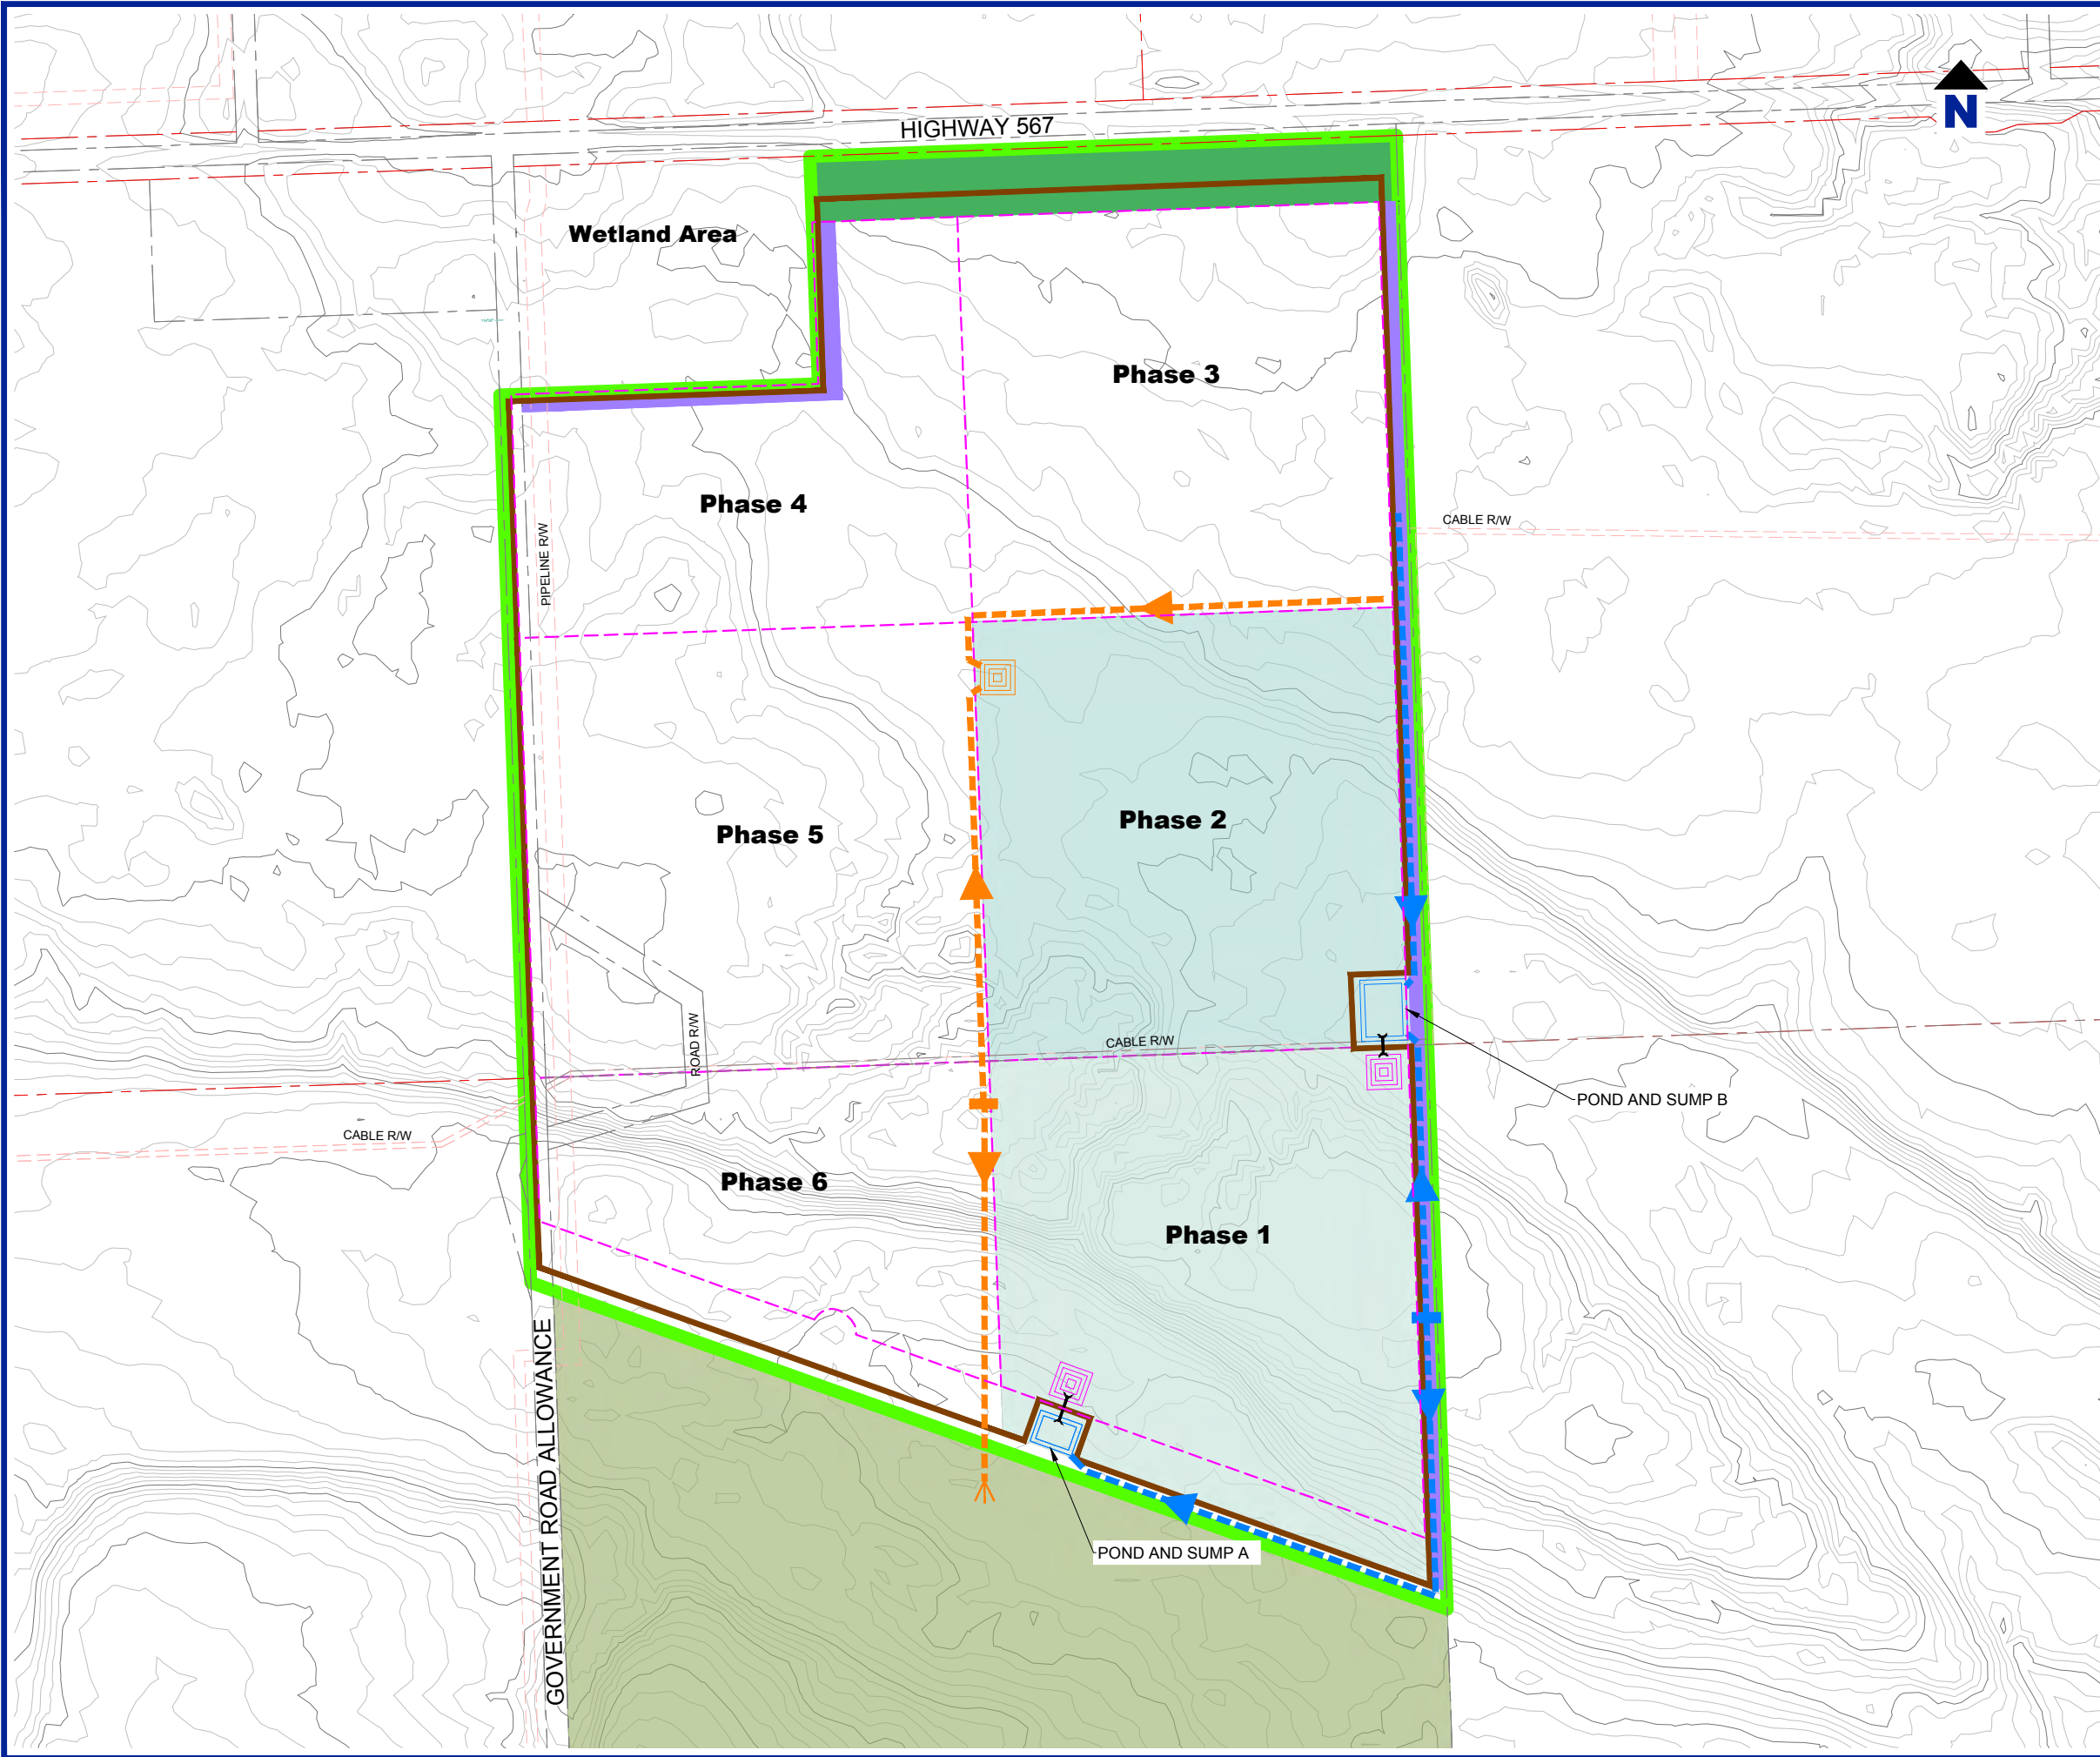 HIGHWAY 567
N
Wetland Area
Phase 3
Phase 4
CABLE R/W
PIPELINE R/W
Phase 2
Phase 5
ROAD R/W
CABLE R/W
POND AND SUMP B
CABLE R/W
Phase 6
Phase 1
GOVERNMENT ROAD ALLOWANCE
POND AND SUMP A